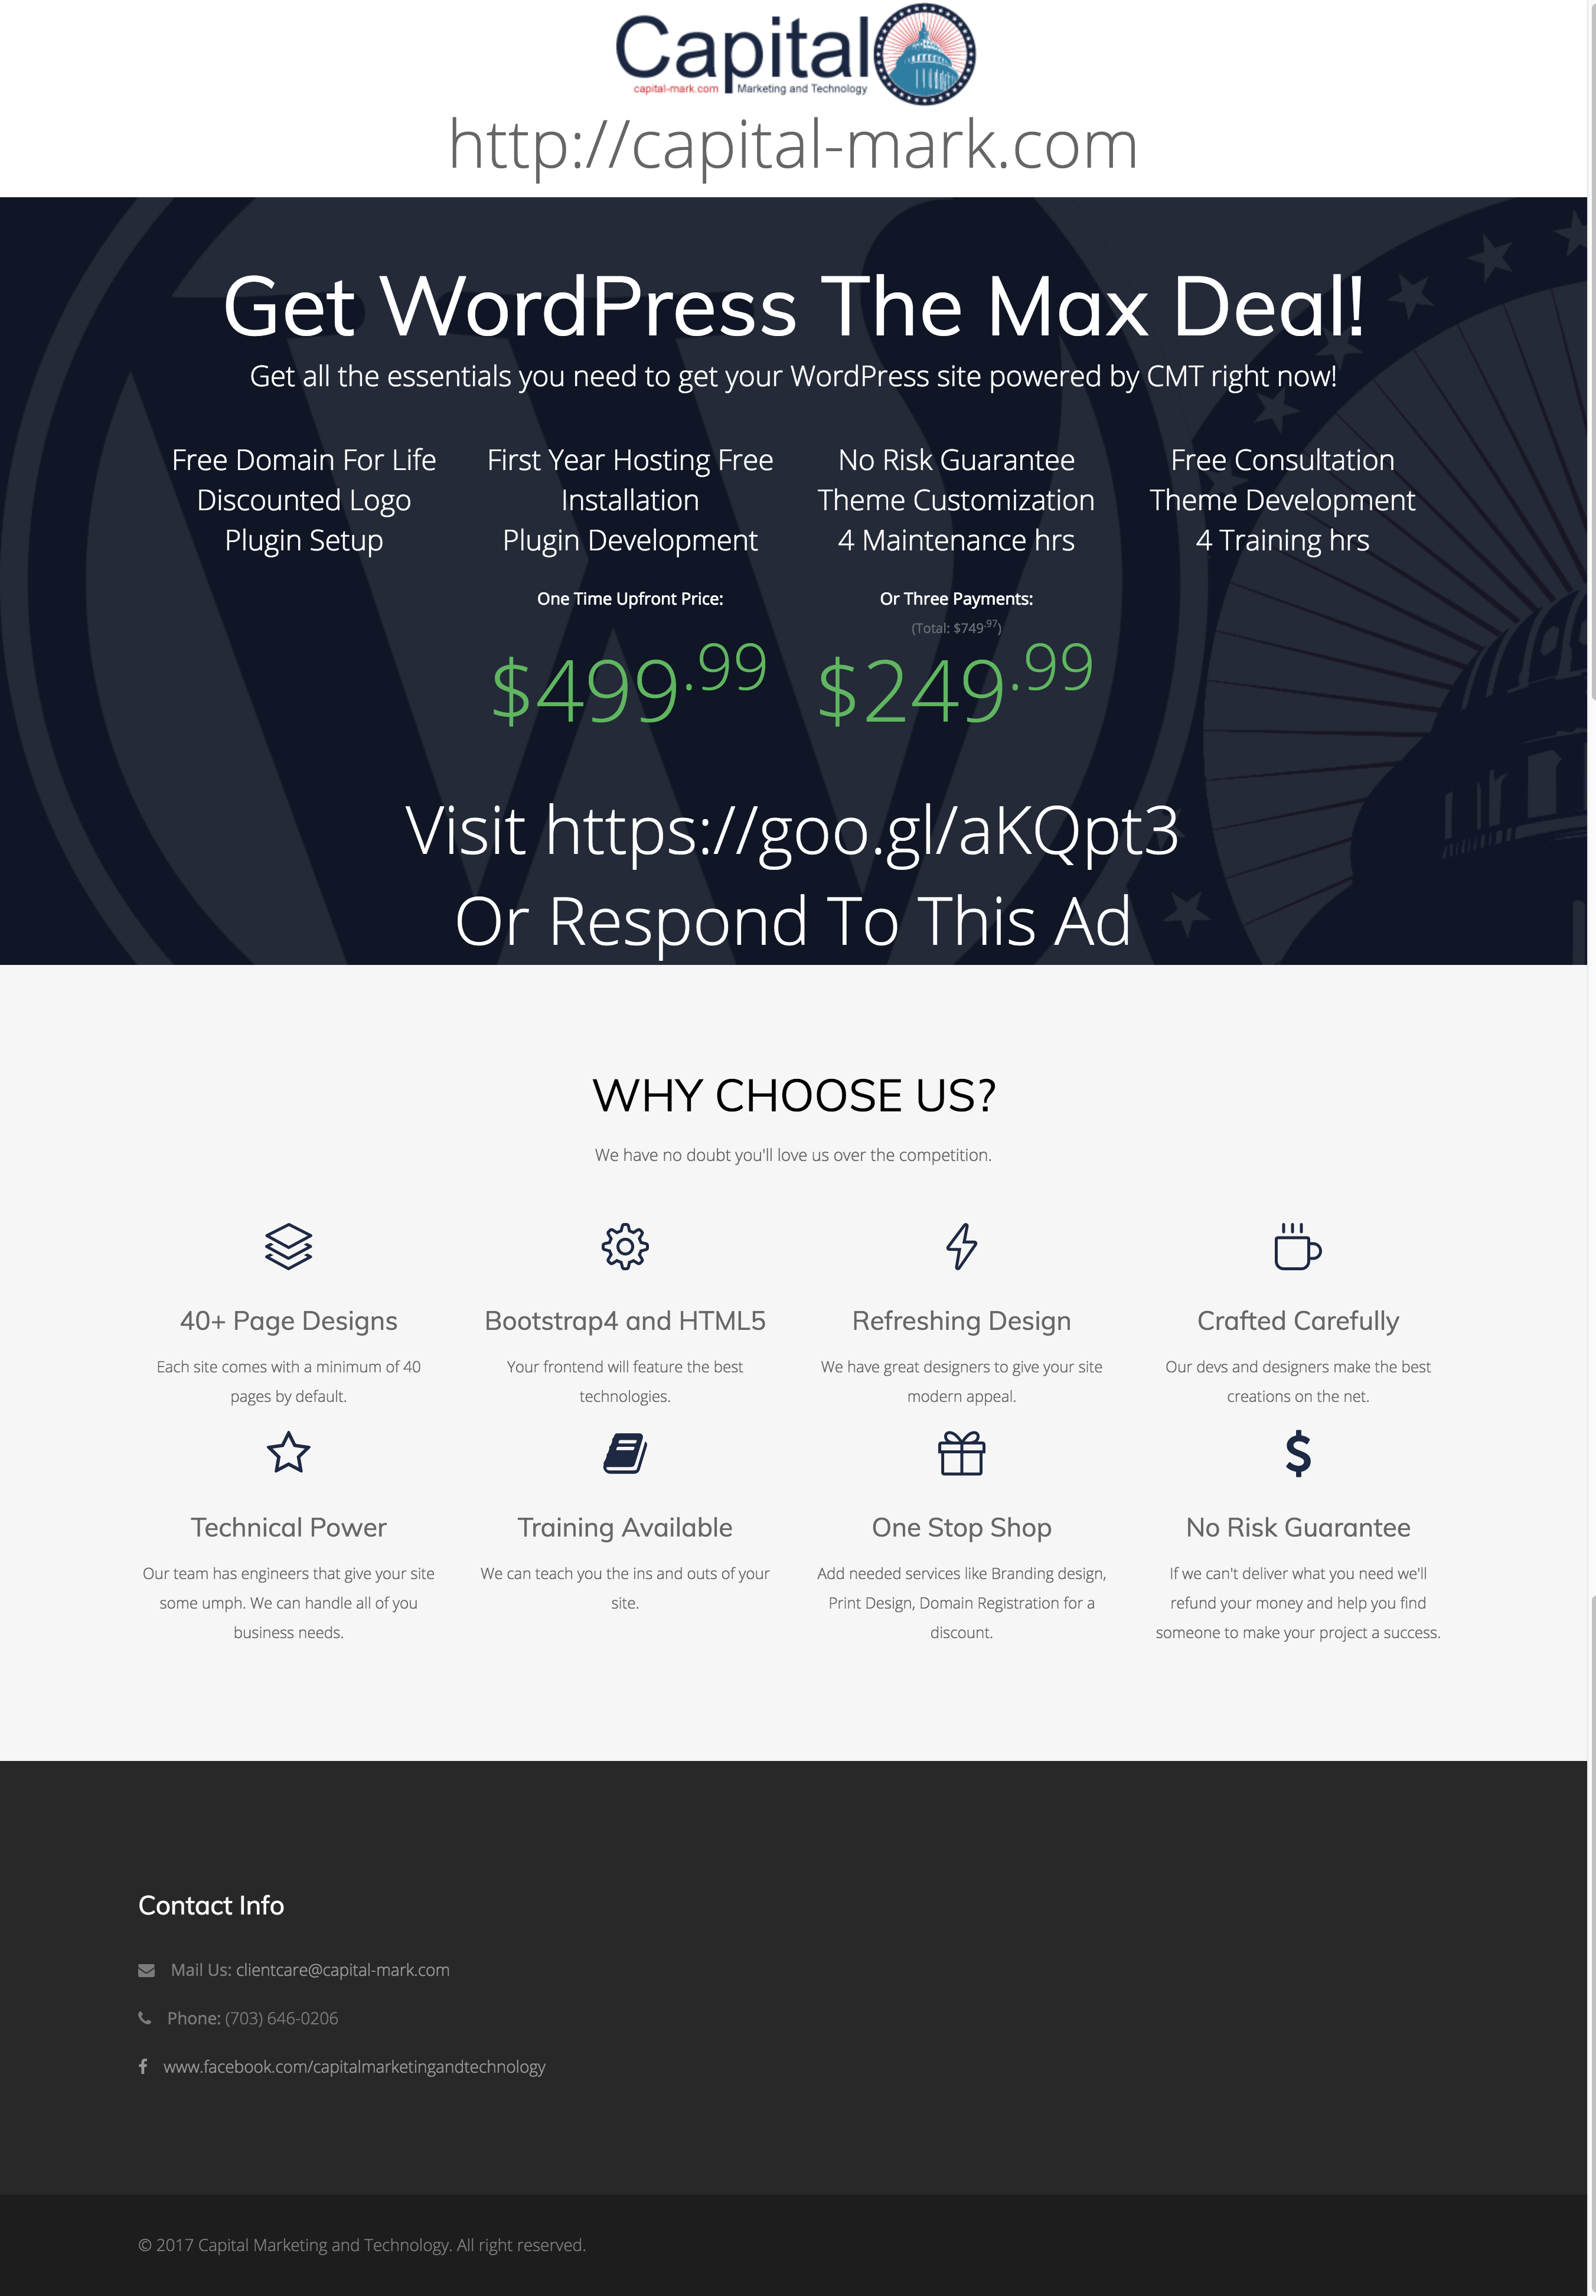 Capital
capital-mark.com
Marketing and Technology
http://capital-mark.com
Get WordPress The Max Deal!
Get all the essentials you need to get your WordPress site powered by CMT right now!
Free Domain For Life
Discounted Logo
Plugin Setup
First Year Hosting Free
Installation
Plugin Development
No Risk Guarantee
Theme Customization
4 Maintenance hrs
Free Consultation
Theme Development
4 Training hrs
One Time Upfront Price:
$499.99
Or Three Payments:
(Total: $749.97)
$249.99
Visit https://goo.gl/aKQpt3
Or Respond To This Ad
WHY CHOOSE US?
We have no doubt you'll love us over the competition.
40+ Page Designs
Each site comes with a minimum of 40
pages by default.
Bootstrap4 and HTML5
Your frontend will feature the best
technologies.
Refreshing Design
We have great designers to give your site
modern appeal.
Crafted Carefully
Our devs and designers make the best
creations on the net.
Technical Power
Our team has engineers that give your site
some umph. We can handle all of you
business needs.
Training Available
We can teach you the ins and outs of your
site.
One Stop Shop
Add needed services like Branding design,
Print Design, Domain Registration for a
discount.
No Risk Guarantee
If we can't deliver what you need we'll
refund your money and help you find
someone to make your project a success.
Contact Info
Mail Us: clientcare@capital-mark.com
Phone: (703) 646-0206
www.facebook.com/capitalmarketingandtechnology
© 2017 Capital Marketing and Technology. All right reserved.